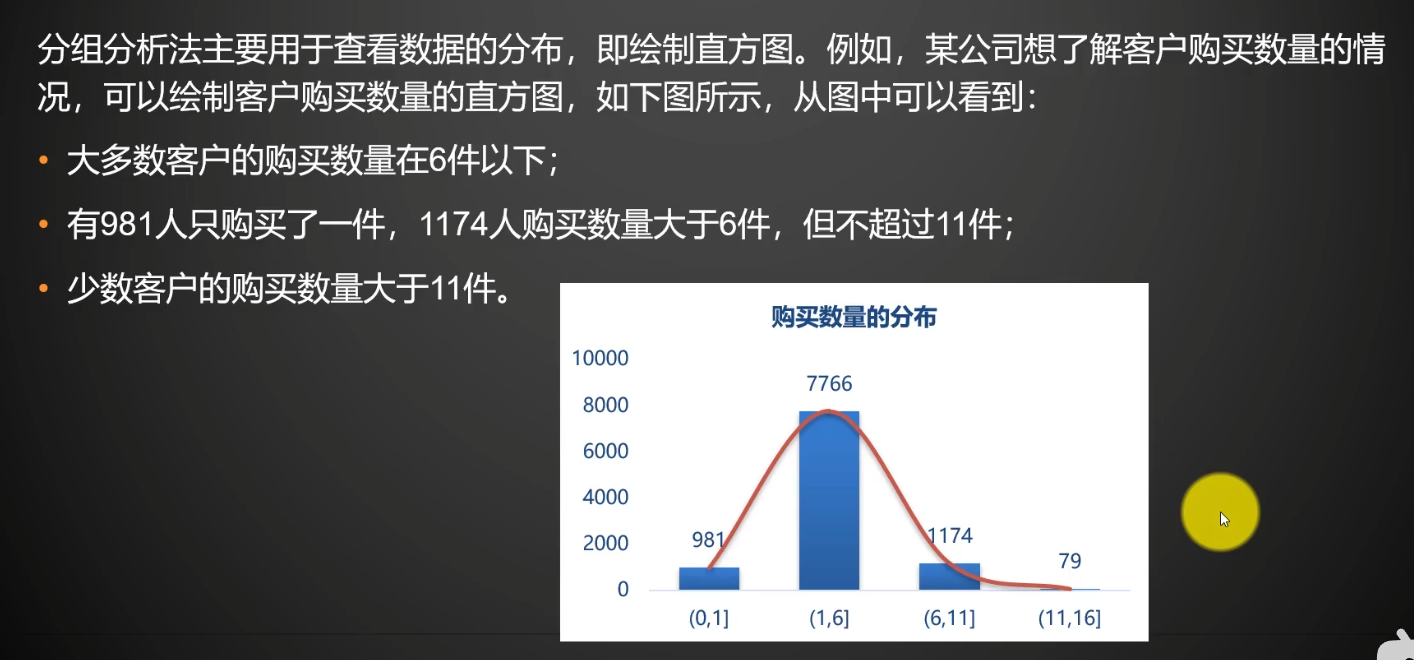 分组分析法主要用于查看数据的分布，即绘制直方图。例如，某公司想了解客户购买数量的情
况，可以绘制客户购买数量的直方图，如下图所示，从图中可以看到：
• 大多数客户的购买数量在6件以下；
• 有981人只购买了一件，1174人购买数量大于6件，但不超过11件；
• 少数客户的购买数量大于11件。
购买数量的分布
10000
7766
8000
6000
4000
981 1174
2000
79
0
(0,1] (1,6] (6,11] (11,16]